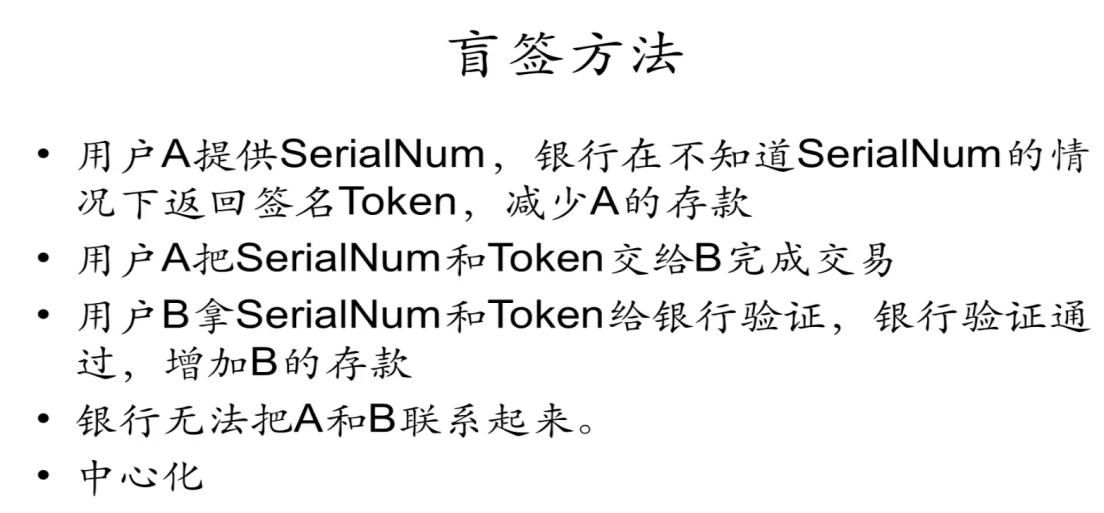 盲签方法
• 用户A提供SerialNum，银行在不知道SerialNum的情
况下返回签名Token，减少A的存款
• 用户A把SerialNum和Token交给B完成交易
• 用户B拿SerialNum和Token给银行验证，银行验证通
过，增加B的存款
• 银行无法把A和B联系起来。
• 中心化